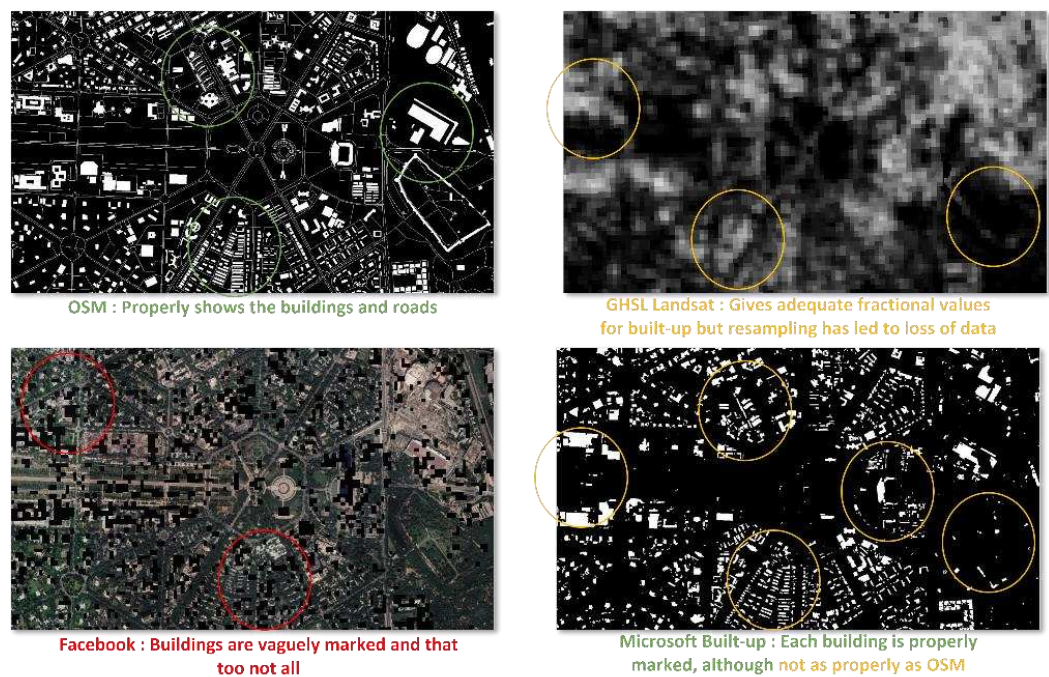 OSM : Properly shows the buildings and roads
GHSL Landsat : Gives adequate fractional values
for built-up but resampling has led to loss of data
Facebook : Buildings are vaguely marked and that
too not all
Microsoft Built-up : Each building is properly
marked, although not as properly as OSM